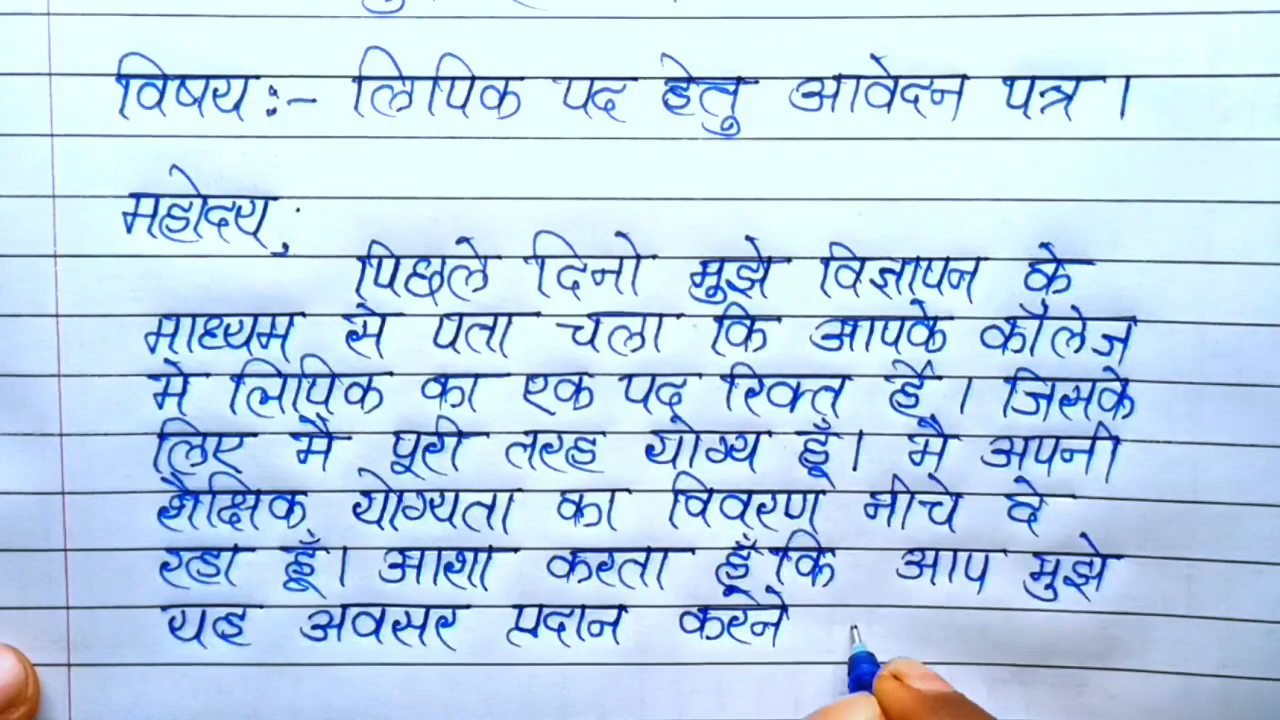 विषय:- लिपिक पद हेतु आवेदन पत्र।
महोदय,
पिछले दिनो मुझे विज्ञापन के
माध्यम से पता चला कि आपके कॉलेज
मे लिपिक का एक पद रिक्त है। जिसके
लिए मै पूरी तरह योग्य हूँ। मै अपनी
शैक्षिक योग्यता का विवरण नीचे दे
रहा हूँ। आशा करता हूँ कि आप मुझे
यह अवसर प्रदान करेने